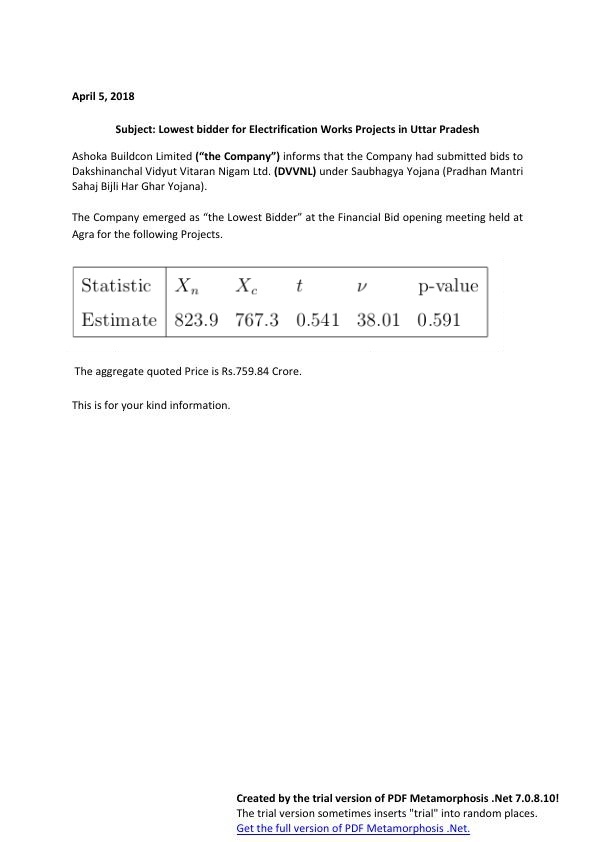 April 5, 2018
Subject: Lowest bidder for Electrification Works Projects in Uttar Pradesh
Ashoka Buildcon Limited (“the Company”) informs that the Company had submitted bids to
Dakshinanchal Vidyut Vitaran Nigam Ltd. (DVVNL) under Saubhagya Yojana (Pradhan Mantri
Sahaj Bijli Har Ghar Yojana).
The Company emerged as “the Lowest Bidder” at the Financial Bid opening meeting held at
Agra for the following Projects.
Statistic Xn Xc t ν p-value
Estimate 823.9 767.3 0.541 38.01 0.591
The aggregate quoted Price is Rs.759.84 Crore.
This is for your kind information.
Created by the trial version of PDF Metamorphosis .Net 7.0.8.10!
The trial version sometimes inserts "trial" into random places.
Get the full version of PDF Metamorphosis .Net.